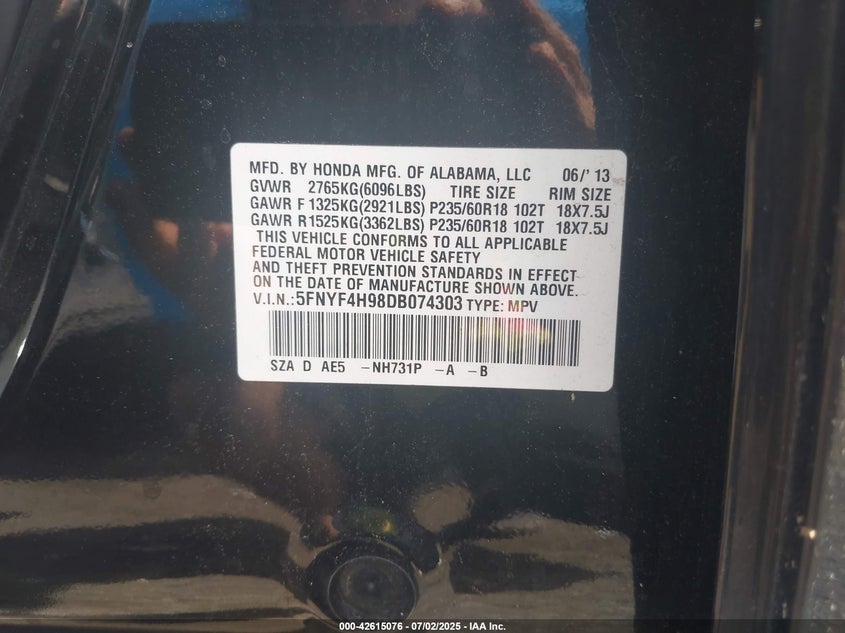 MFD. BY HONDA MFG. OF ALABAMA, LLC 06/' 13
GVWR 2765KG(6096LBS) TIRE SIZE RIM SIZE
GAWR F 1325KG(2921LBS) P235/60R18 102T 18X7.5J
GAWR R1525KG(3362LBS) P235/60R18 102T 18X7.5J
THIS VEHICLE CONFORMS TO ALL APPLICABLE
FEDERAL MOTOR VEHICLE SAFETY
AND THEFT PREVENTION STANDARDS IN EFFECT
ON THE DATE OF MANUFACTURE SHOWN ABOVE.
V.I.N.:5FNYF4H98DB074303 TYPE: MPV
SZA D AE5 -NH731P -A -B
000-42615076 - 07/02/2025 - IAA Inc.